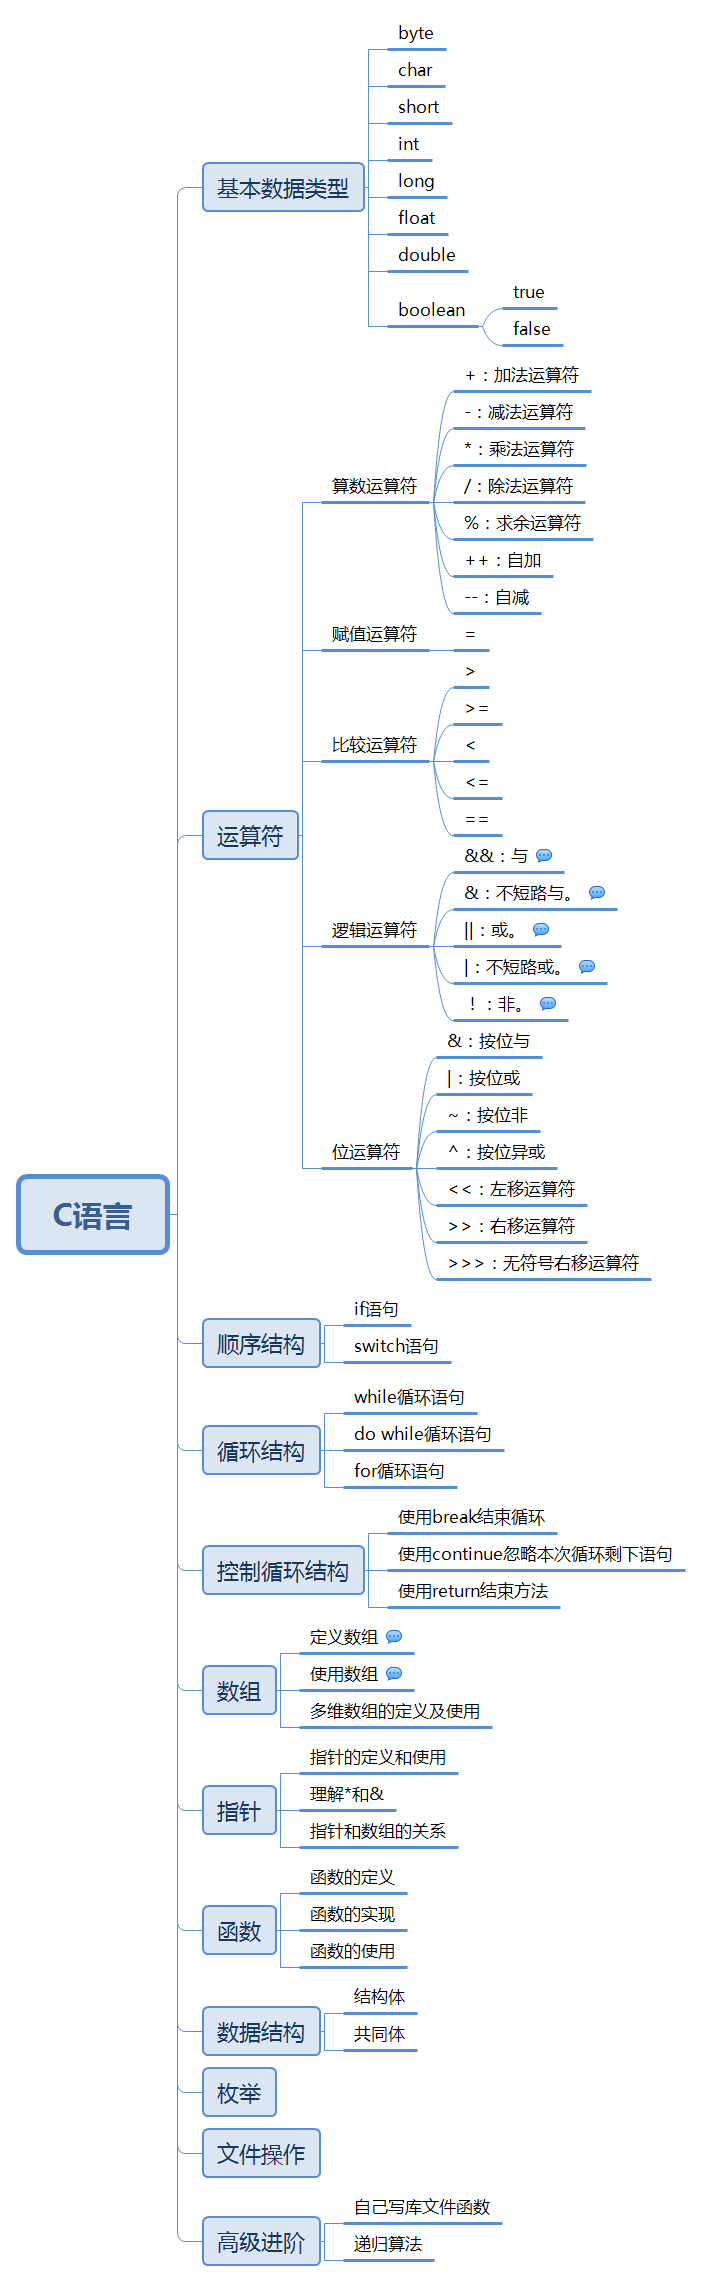 C语言
基本数据类型
byte
char
short
int
long
float
double
boolean
true
false
运算符
算数运算符
+：加法运算符
-：减法运算符
*：乘法运算符
/：除法运算符
%：求余运算符
++：自加
--：自减
赋值运算符
=
比较运算符
>
>=
<
<=
==
逻辑运算符
&&：与
&：不短路与。
||：或。
|：不短路或。
！：非。
位运算符
&：按位与
|：按位或
~：按位非
^：按位异或
<<：左移运算符
>>：右移运算符
>>>：无符号右移运算符
顺序结构
if语句
switch语句
循环结构
while循环语句
do while循环语句
for循环语句
控制循环结构
使用break结束循环
使用continue忽略本次循环剩下语句
使用return结束方法
数组
定义数组
使用数组
多维数组的定义及使用
指针
指针的定义和使用
理解*和&
指针和数组的关系
函数
函数的定义
函数的实现
函数的使用
数据结构
结构体
共同体
枚举
文件操作
高级进阶
自己写库文件函数
递归算法